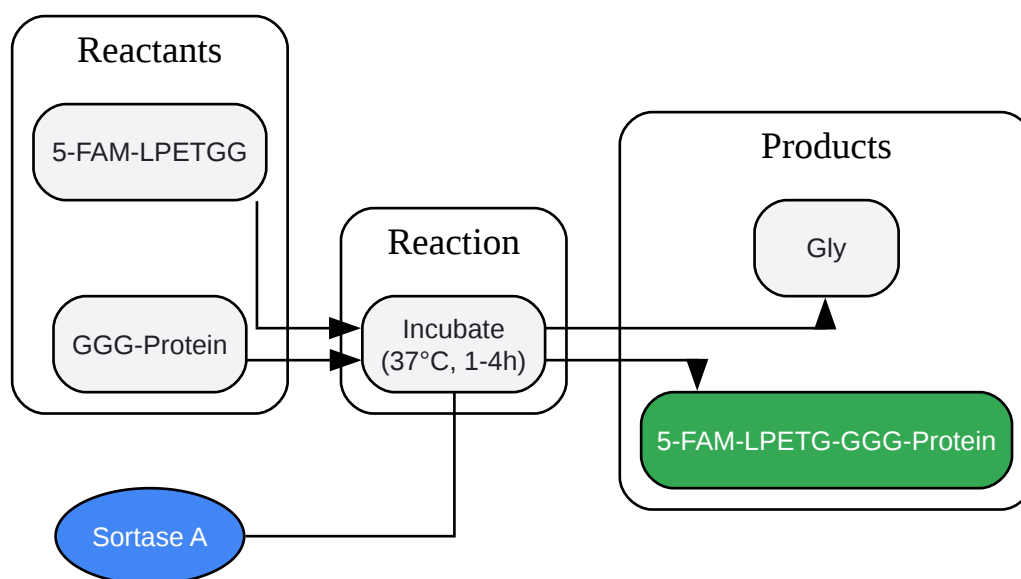 Reactants
5-FAM-LPETGG
GGG-Protein
Reaction
Incubate
(37°C, 1-4h)
Products
Gly
5-FAM-LPETG-GGG-Protein
Sortase A